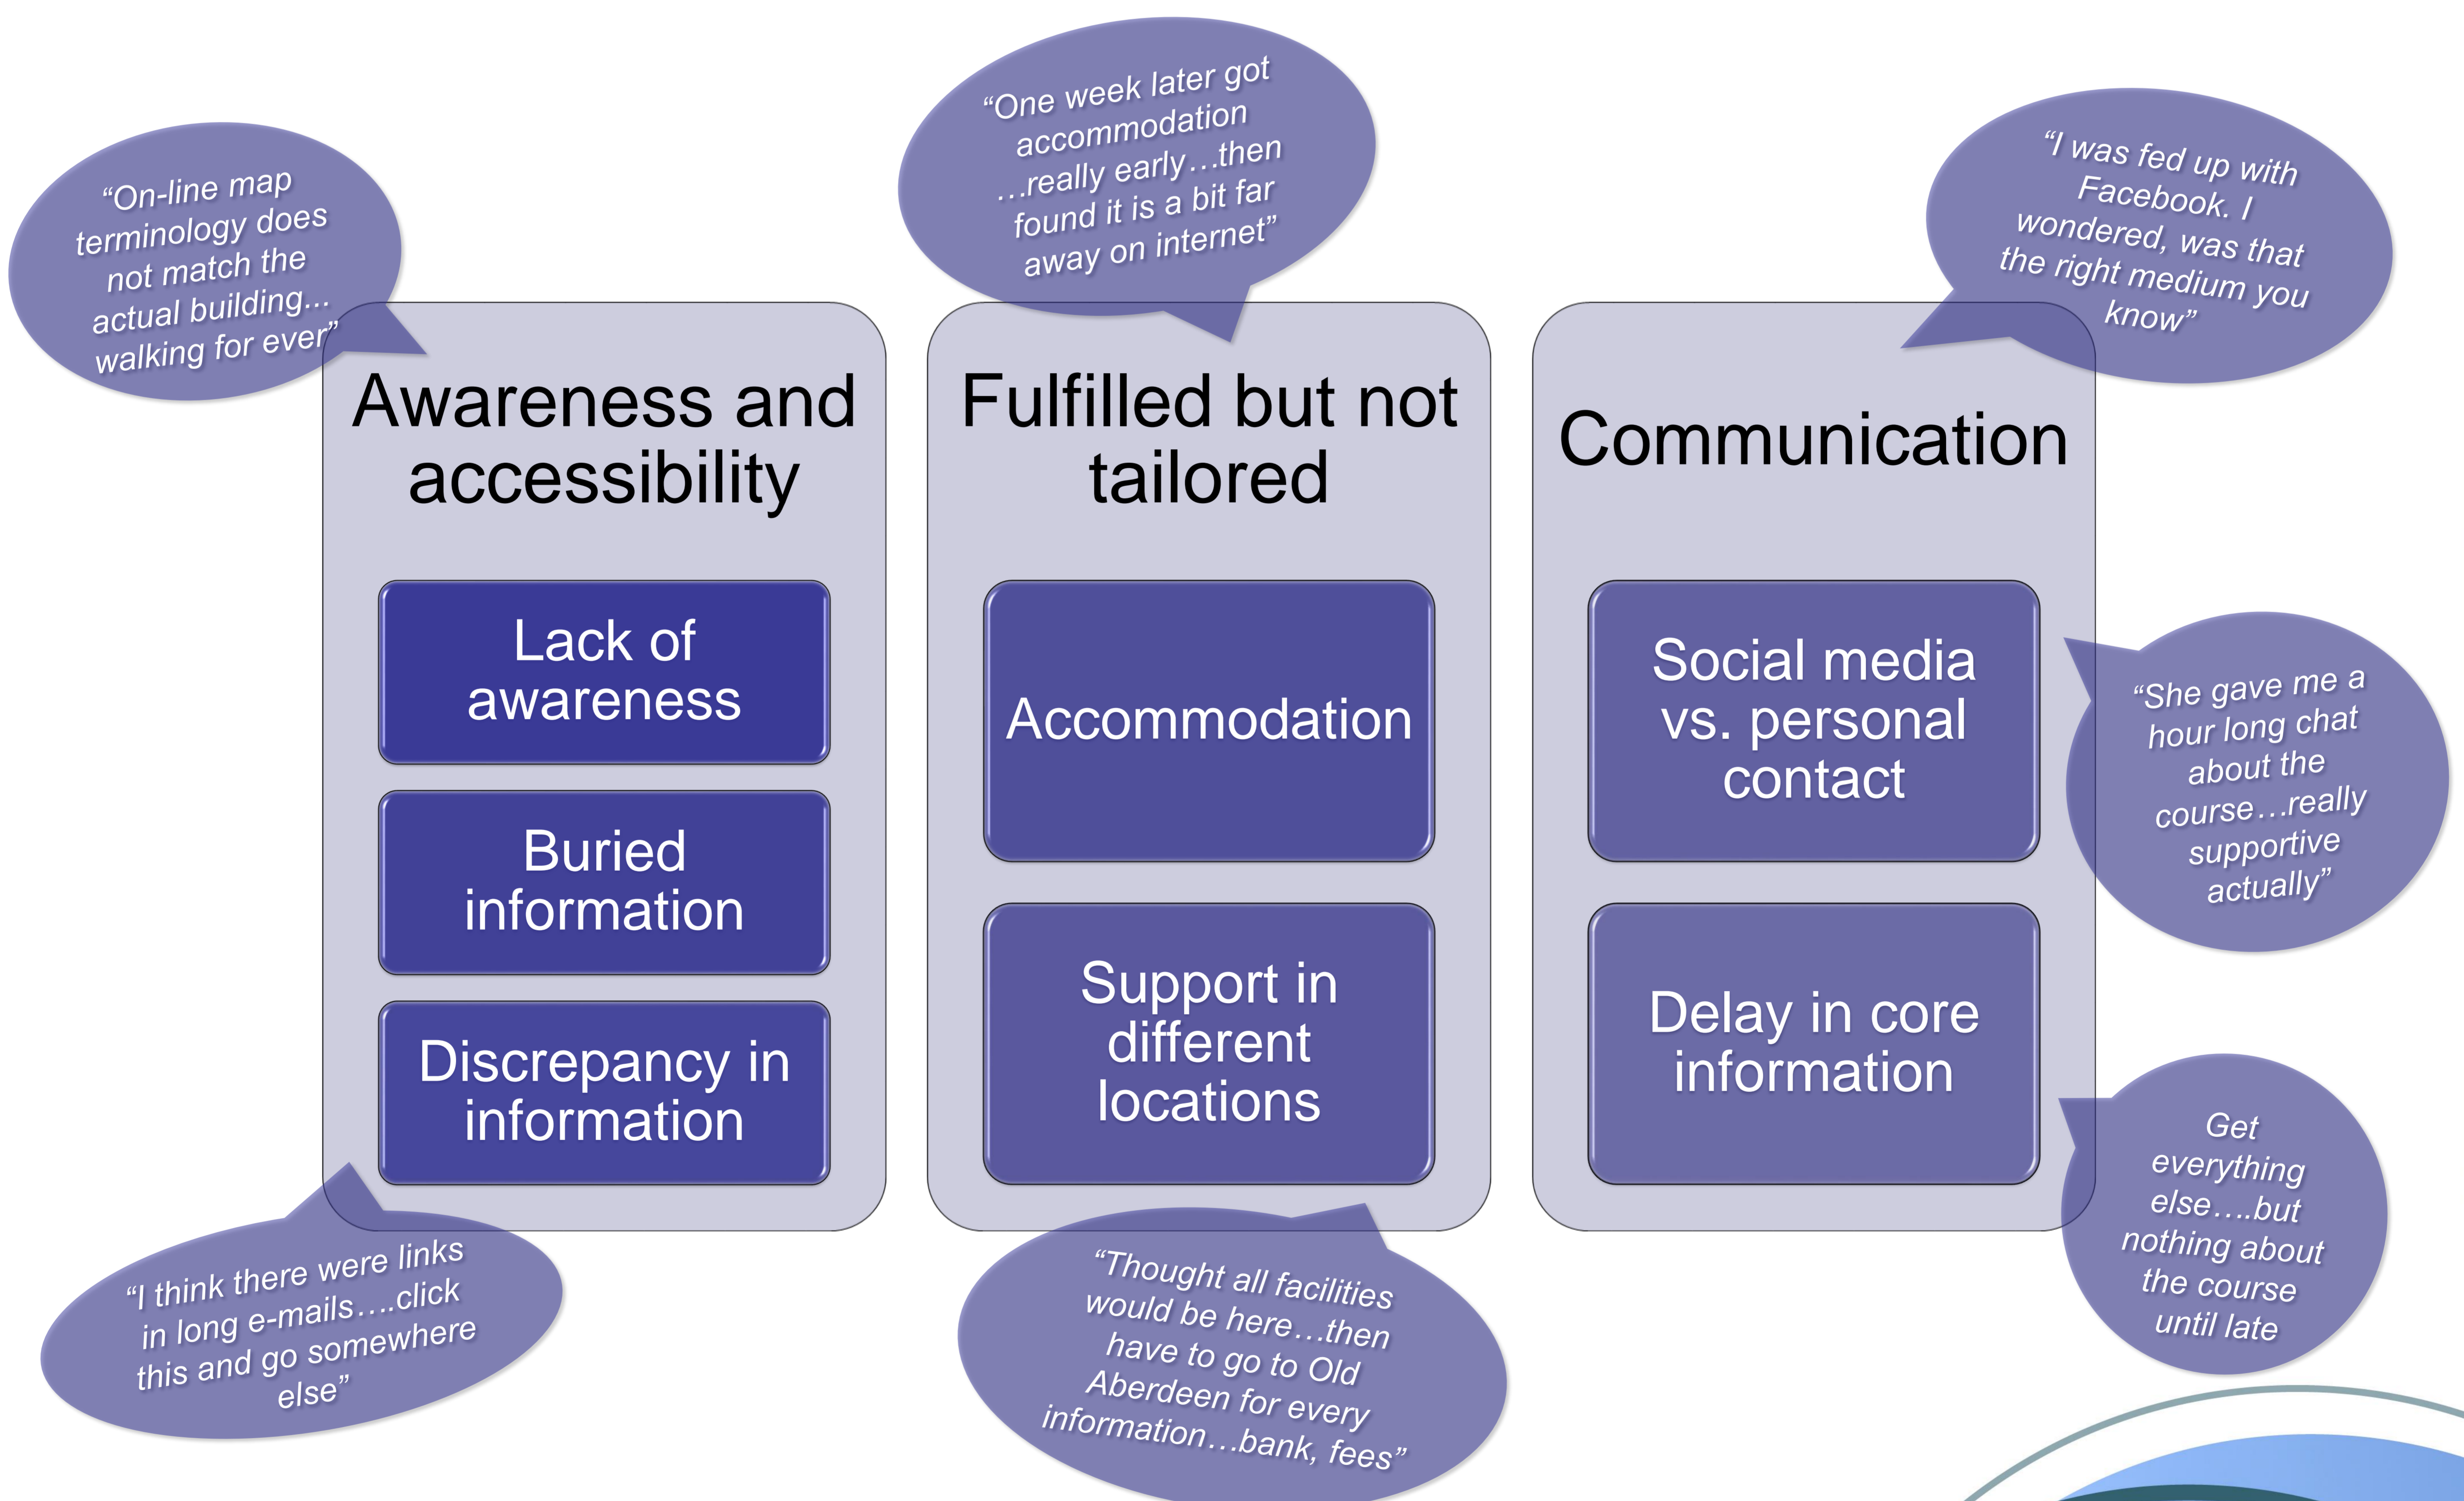 “On-line map
terminology does
not match the
actual building...
walking for ever”
“One week later got
accommodation
…really early…then
found it is a bit far
away on internet”
“I was fed up with
Facebook. I
wondered, was that
the right medium you
know”
Awareness and
accessibility
Lack of
awareness
Buried
information
Discrepancy in
information
Fulfilled but not
tailored
Accommodation
Support in
different
locations
Communication
Social media
vs. personal
contact
Delay in core
information
“She gave me a
hour long chat
about the
course…really
supportive
actually”
Get
everything
else….but
nothing about
the course
until late
“I think there were links
in long e-mails….click
this and go somewhere
else”
“Thought all facilities
would be here…then
have to go to Old
Aberdeen for every
information…bank, fees”